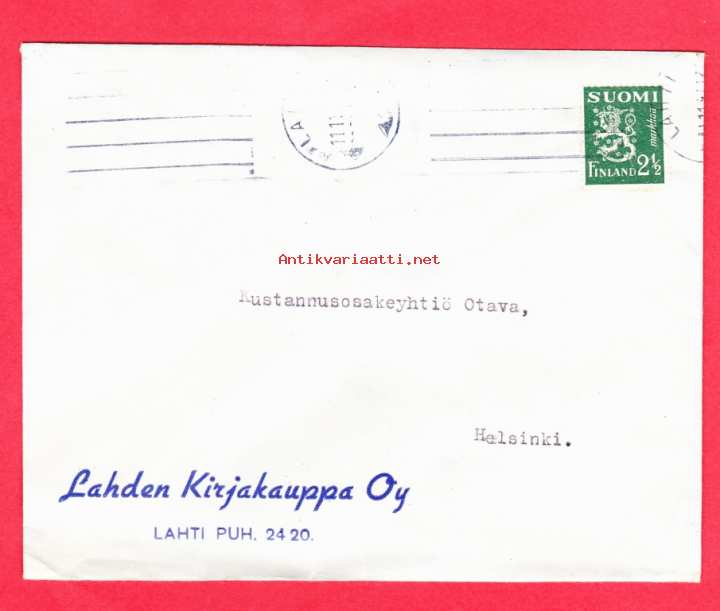 SUOMI
markkaa
FINLAND 2½
Antikvariaatti.net
Kustannusosakeyhtiö Otava,
Helsinki.
Lahden Kirjakauppa Oy
LAHTI PUH. 24 20.